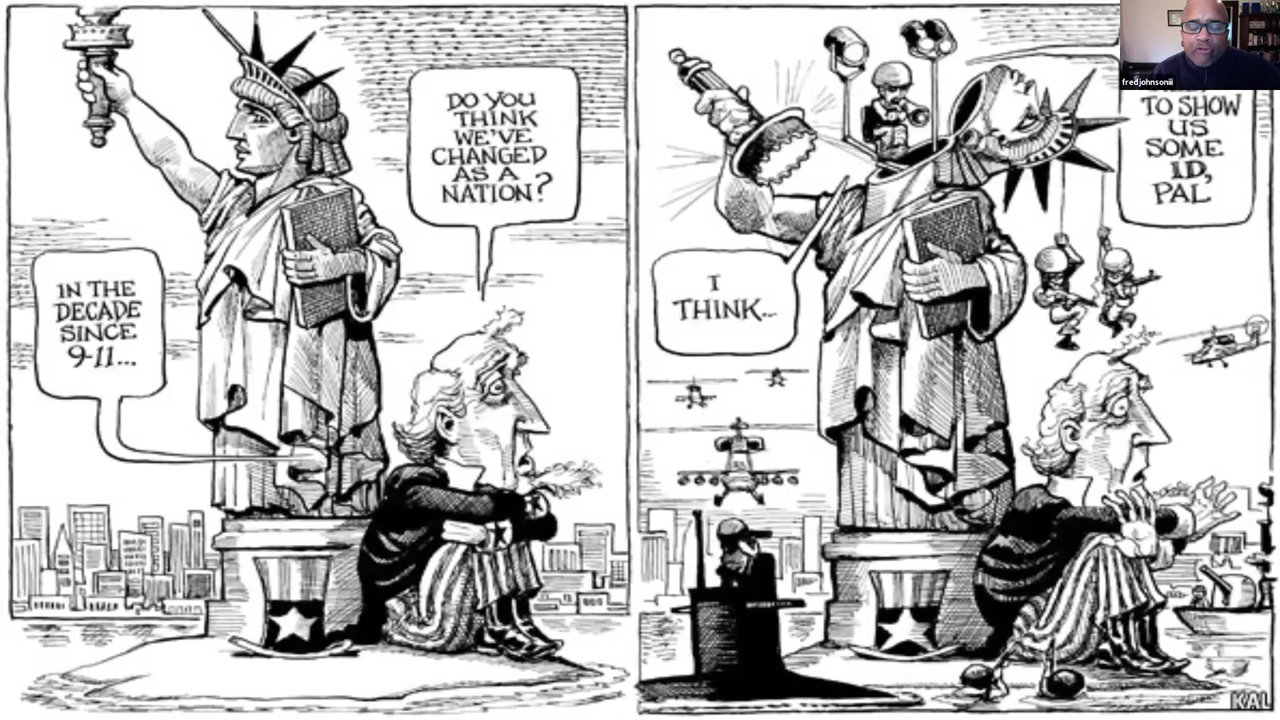 IN THE
DECADE
SINCE
9-11...
DO YOU
THINK
WE'VE
CHANGED
AS A
NATION?
I
THINK...
TO SHOW
US
SOME
ID,
PAL
fredjohnsoniii
KAL